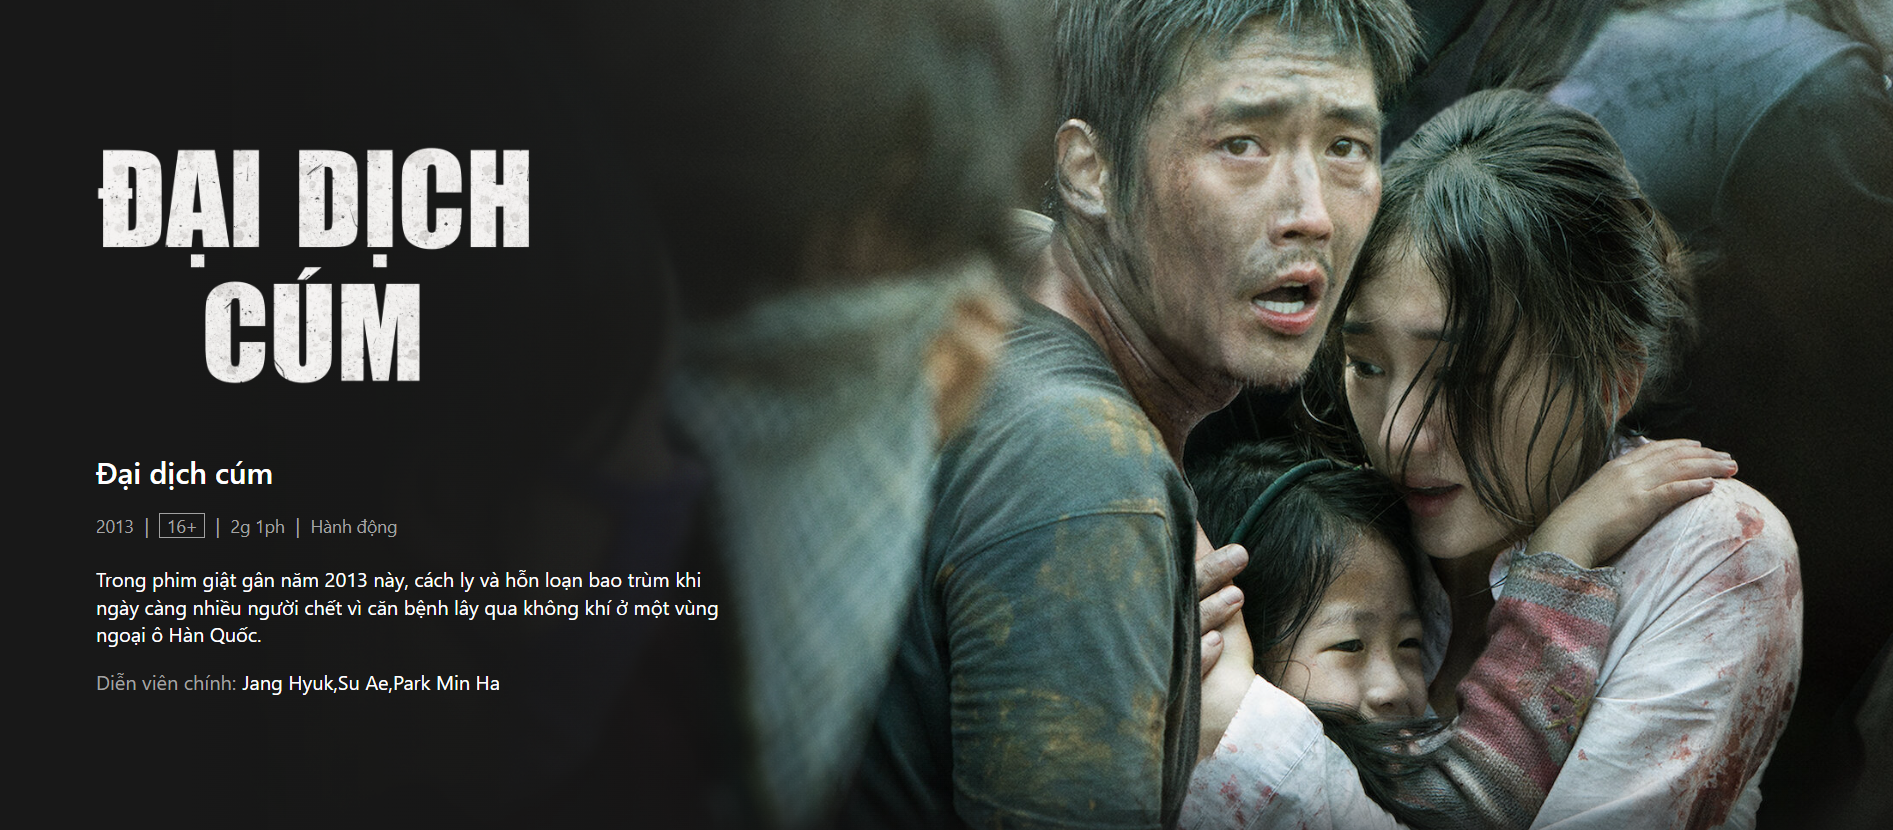 ĐẠI DỊCH
CÚM
Đại dịch cúm
2013 | 16+ | 2g 1ph | Hành động
Trong phim giật gân năm 2013 này, cách ly và hỗn loạn bao trùm khi
ngày càng nhiều người chết vì căn bệnh lây qua không khí ở một vùng
ngoại ô Hàn Quốc.
Diễn viên chính: Jang Hyuk,Su Ae,Park Min Ha